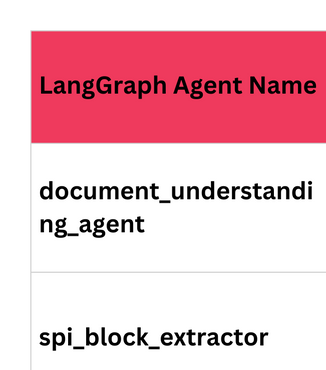 LangGraph Agent Name
document_understandi
ng_agent
spi_block_extractor